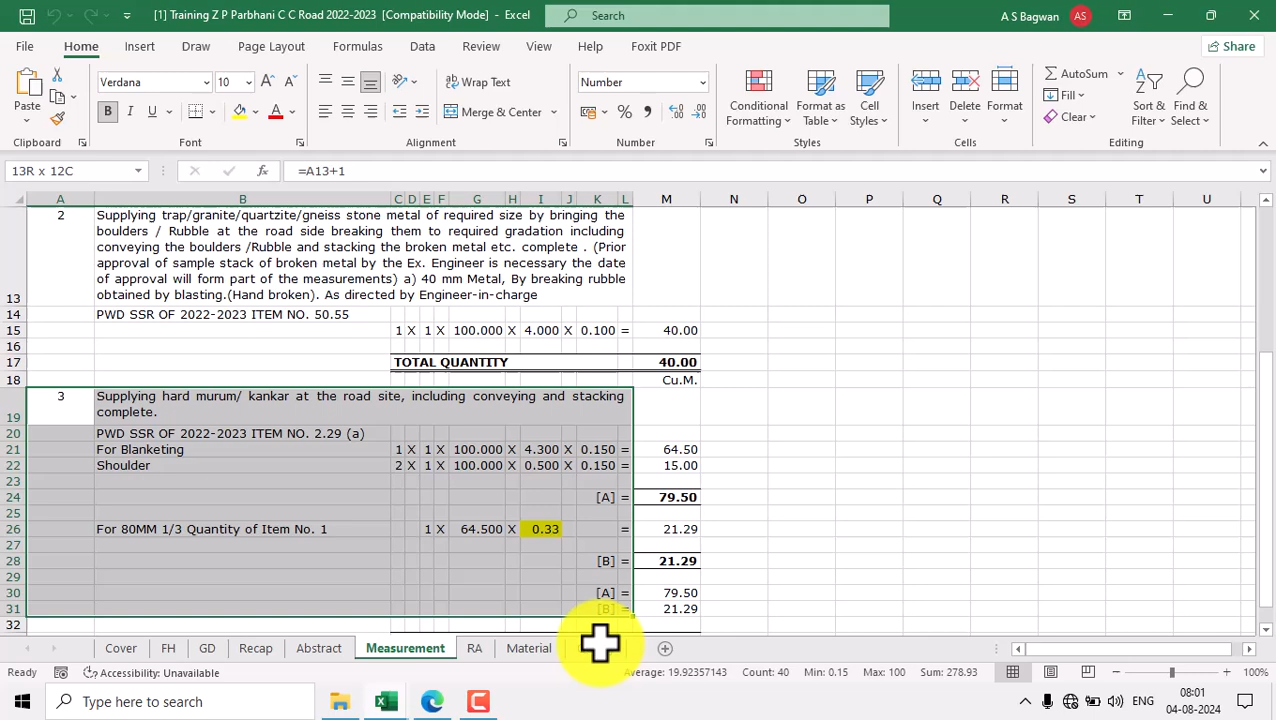 [1] Training Z P Parbhani C C Road 2022-2023 [Compatibility Mode] - Excel
Search
A S Bagwan
AS
File Home Insert Draw Page Layout Formulas Data Review View Help Foxit PDF
Share
Verdana 10
Wrap Text
Number
AutoSum
Paste
Merge & Center
Conditional Formatting
Format as Table
Cell Styles
Insert Delete Format
Fill
Clear
Sort & Filter
Find & Select
Clipboard Font Alignment Number Styles Cells Editing
13R x 12C
=A13+1
A B C D E F G H I J K L M N O P Q R S T U
2 Supplying trap/granite/quartzite/gneiss stone metal of required size by bringing the
boulders / Rubble at the road side breaking them to required gradation including
conveying the boulders /Rubble and stacking the broken metal etc. complete . (Prior
approval of sample stack of broken metal by the Ex. Engineer is necessary the date
of approval will form part of the measurements) a) 40 mm Metal, By breaking rubble
13 obtained by blasting.(Hand broken). As directed by Engineer-in-charge
14 PWD SSR OF 2022-2023 ITEM NO. 50.55
15 1 X 1 X 100.000 X 4.000 X 0.100 = 40.00
16
17 TOTAL QUANTITY 40.00
18 Cu.M.
3 Supplying hard murum/ kankar at the road site, including conveying and stacking
19 complete.
20 PWD SSR OF 2022-2023 ITEM NO. 2.29 (a)
21 For Blanketing 1 X 1 X 100.000 X 4.300 X 0.150 = 64.50
22 Shoulder 2 X 1 X 100.000 X 0.500 X 0.150 = 15.00
23
24 [A] = 79.50
25
26 For 80MM 1/3 Quantity of Item No. 1 1 X 64.500 X 0.33 = 21.29
27
28 [B] = 21.29
29
30 [A] = 79.50
31 [B] = 21.29
32
Cover FH GD Recap Abstract Measurement RA Material
Ready Accessibility: Unavailable Average: 19.92357143 Count: 40 Min: 0.15 Max: 100 Sum: 278.93 100%
Type here to search
ENG
08:01
04-08-2024